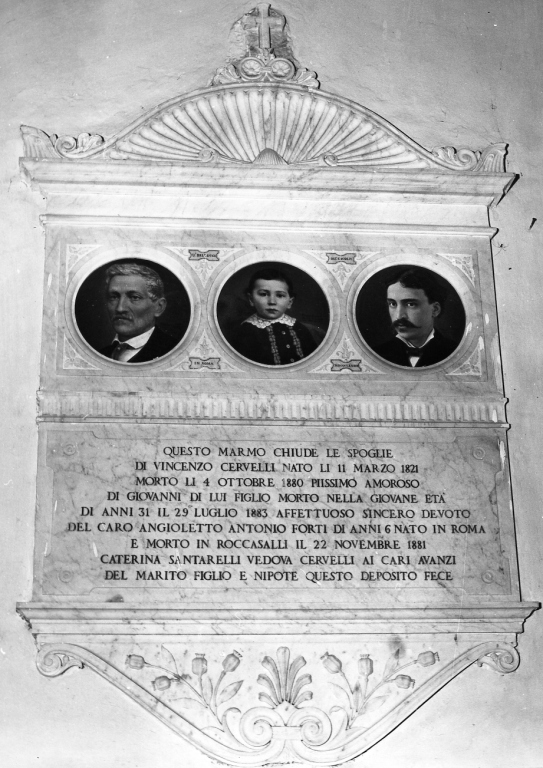 QUESTO MARMO CHIUDE LE SPOGLIE
DI VINCENZO CERVELLI NATO LI 11 MARZO 1821
MORTO LI 4 OTTOBRE 1880 PIISSIMO AMOROSO
DI GIOVANNI DI LUI FIGLIO MORTO NELLA GIOVANE ETÀ
DI ANNI 31 IL 29 LUGLIO 1883 AFFETTUOSO SINCERO DEVOTO
DEL CARO ANGIOLETTO ANTONIO FORTI DI ANNI 6 NATO IN ROMA
E MORTO IN ROCCASALLI IL 22 NOVEMBRE 1881
CATERINA SANTARELLI VEDOVA CERVELLI AI CARI AVANZI
DEL MARITO FIGLIO E NIPOTE QUESTO DEPOSITO FECE